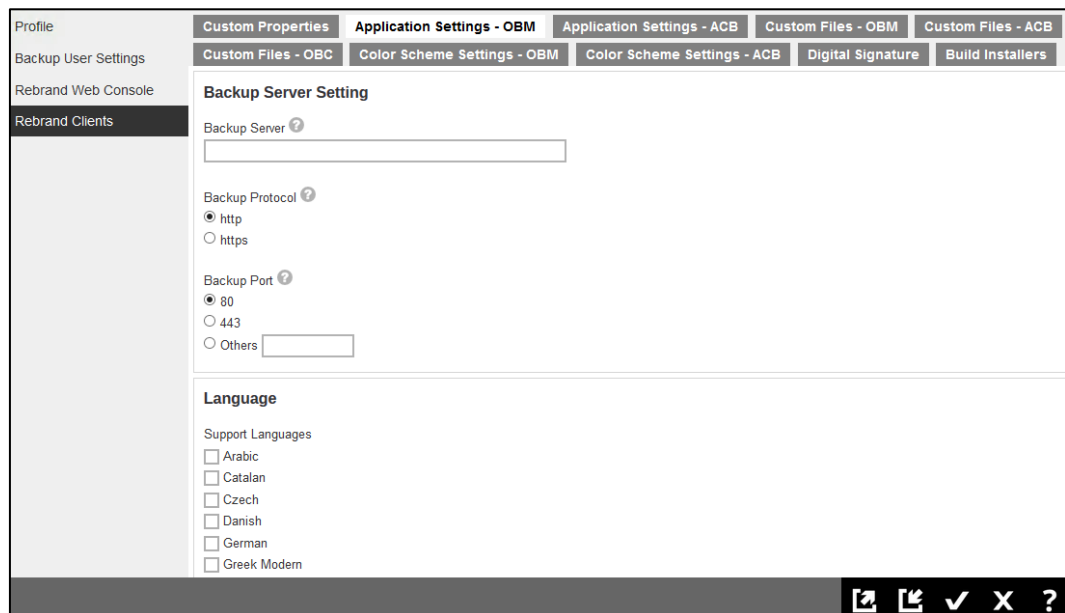 Profile
Backup User Settings
Rebrand Web Console
Rebrand Clients
Custom Properties
Application Settings - OBM
Application Settings - ACB
Custom Files - OBM
Custom Files - ACB
Custom Files - OBC
Color Scheme Settings - OBM
Color Scheme Settings - ACB
Digital Signature
Build Installers
Backup Server Setting
Backup Server ?
Backup Protocol ?
http
https
Backup Port ?
80
443
Others
Language
Support Languages
Arabic
Catalan
Czech
Danish
German
Greek Modern
?